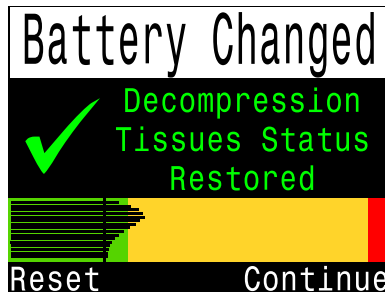 Battery Changed
Decompression
Tissues Status
Restored
Reset Continue